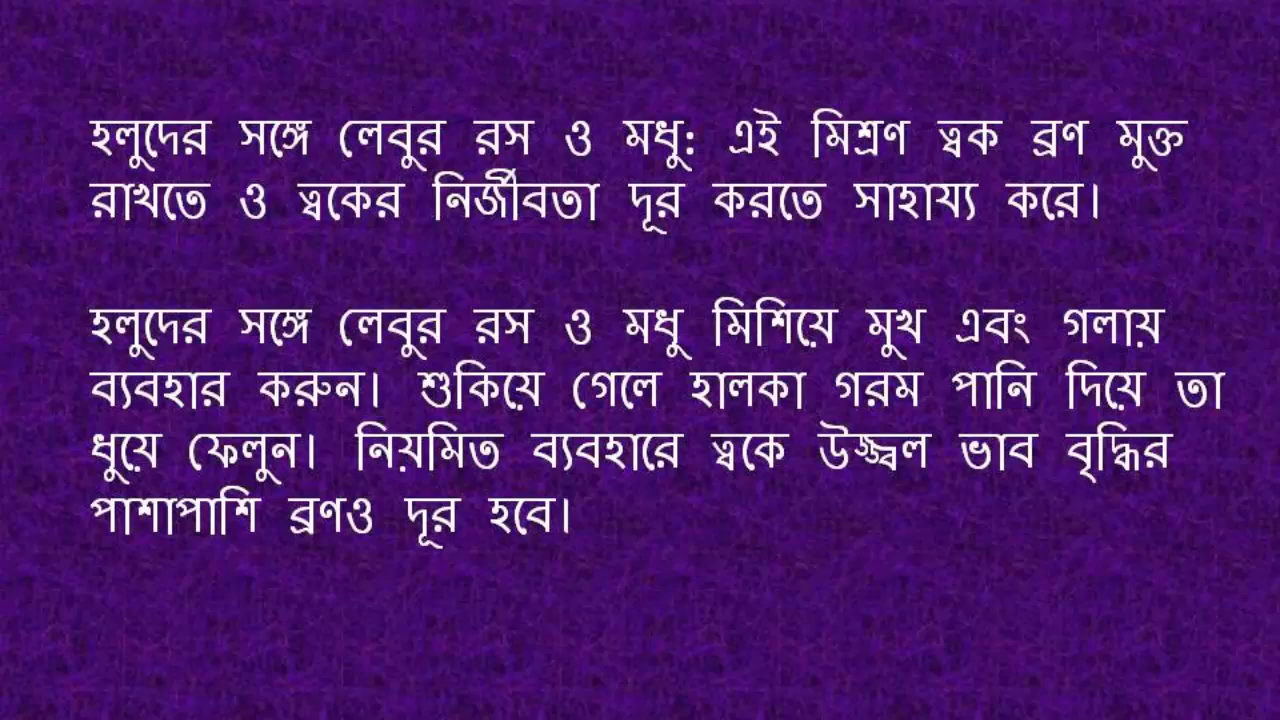 হলুদের সঙ্গে লেবুর রস ও মধু: এই মিশ্রণ ত্বক ব্রণ মুক্ত
রাখতে ও ত্বকের নির্জীবতা দূর করতে সাহায্য করে।
হলুদের সঙ্গে লেবুর রস ও মধু মিশিয়ে মুখ এবং গলায়
ব্যবহার করুন। শুকিয়ে গেলে হালকা গরম পানি দিয়ে তা
ধুয়ে ফেলুন। নিয়মিত ব্যবহারে ত্বকে উজ্জ্বল ভাব বৃদ্ধির
পাশাপাশি ব্রণও দূর হবে।